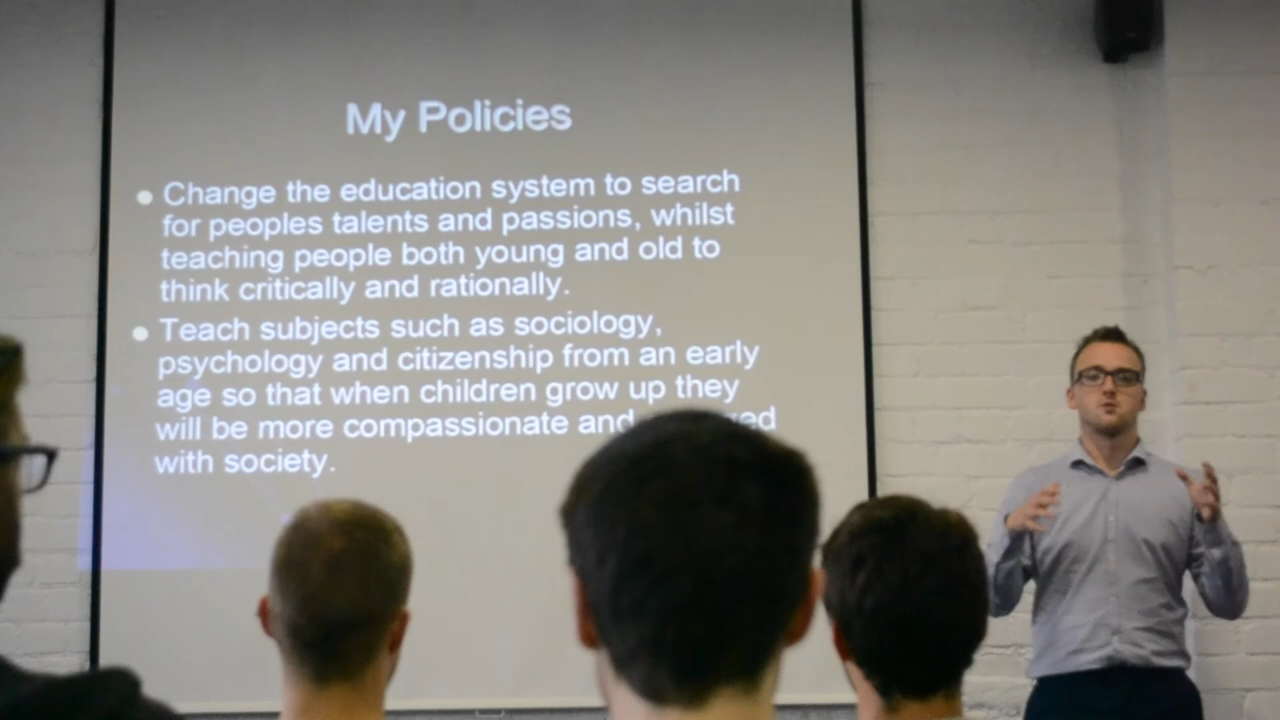 My Policies
Change the education system to search
for peoples talents and passions, whilst
teaching people both young and old to
think critically and rationally.
Teach subjects such as sociology,
psychology and citizenship from an early
age so that when children grow up they
will be more compassionate and
with society.